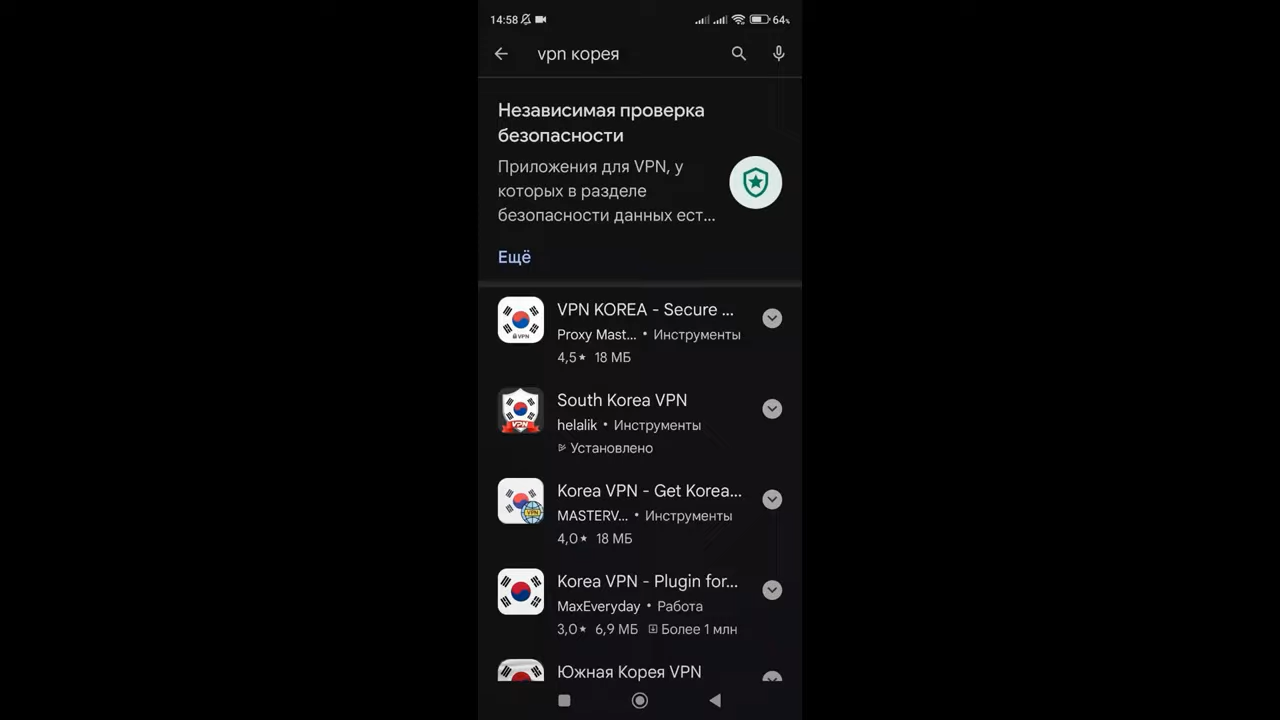 14:58 64%
vpn корея
Независимая проверка
безопасности
Приложения для VPN, у
которых в разделе
безопасности данных ест...
Ещё
VPN KOREA - Secure ...
Proxy Mast... • Инструменты
4,5★ 18 МБ
VPN
South Korea VPN
helalik • Инструменты
Установлено
VPN
Korea VPN - Get Korea...
MASTERV... • Инструменты
4,0★ 18 МБ
VPN
Korea VPN - Plugin for...
MaxEveryday • Работа
3,0★ 6,9 МБ Более 1 млн
Южная Корея VPN